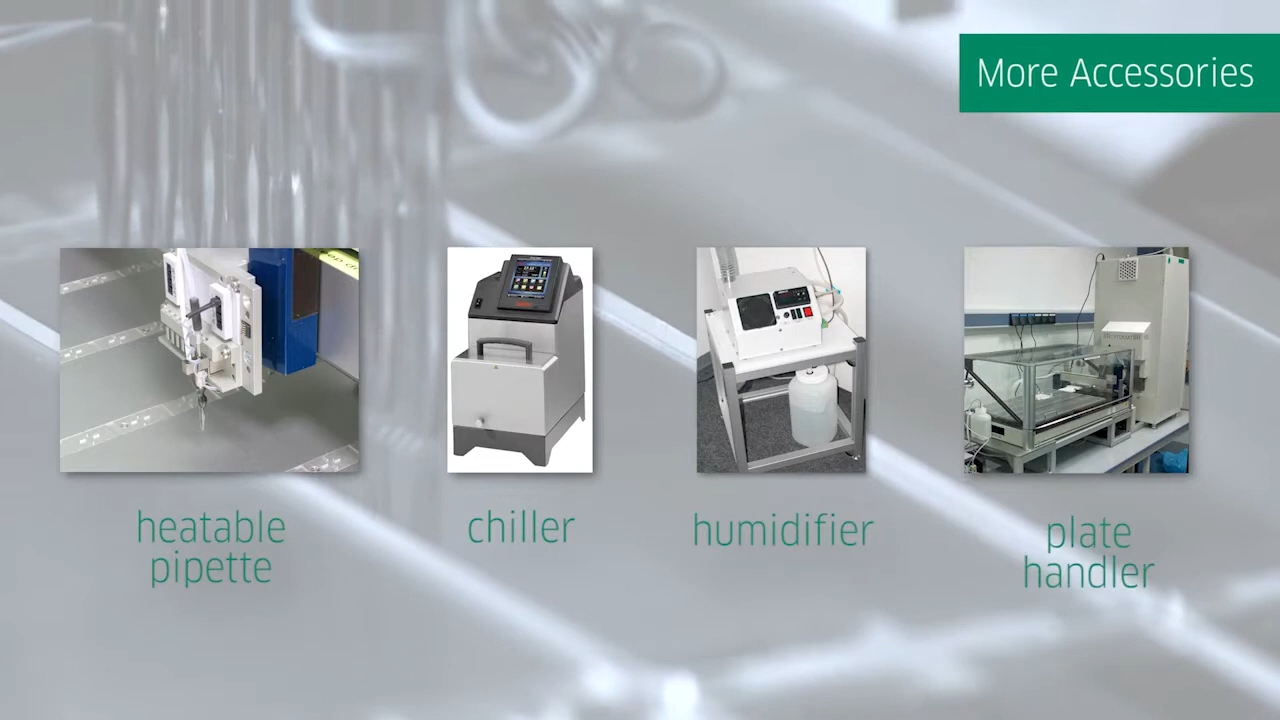 More Accessories
heatable
pipette
chiller
humidifier
plate
handler